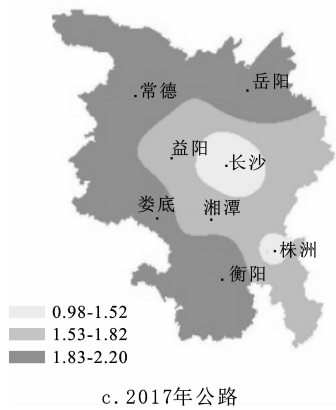 岳阳
常德
益阳
长沙
娄底
湘潭
株洲
衡阳
0.98-1.52
1.53-1.82
1.83-2.20
c.2017年公路